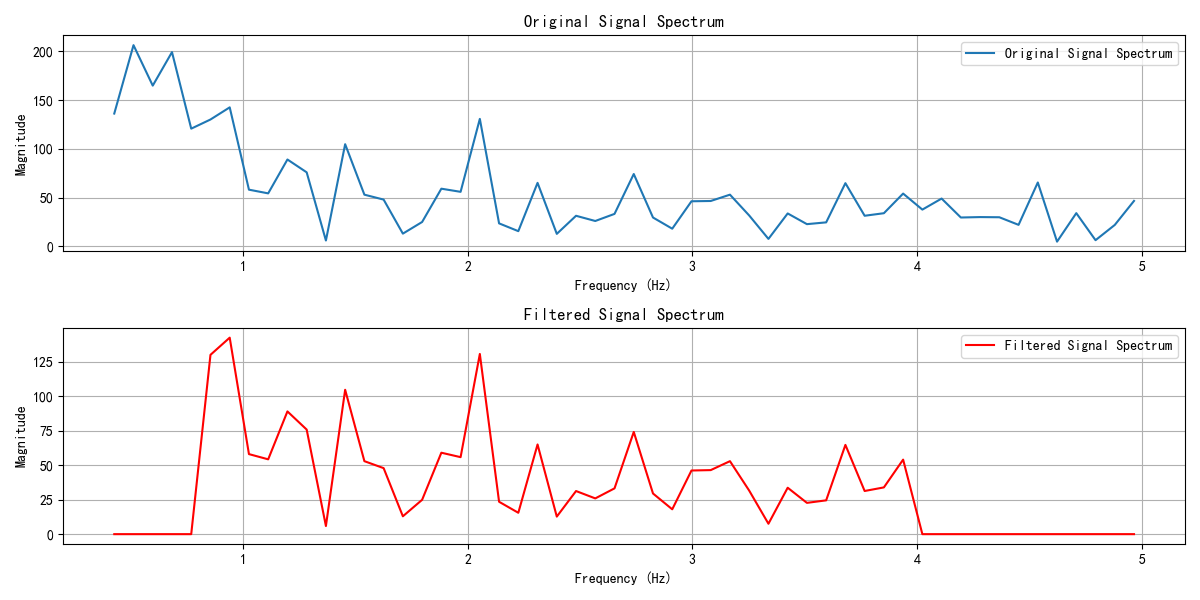 Original Signal Spectrum
200
150
100
50
0
Magnitude
Original Signal Spectrum
1 2 3 4 5
Frequency (Hz)
Filtered Signal Spectrum
125
100
75
50
25
0
Magnitude
Filtered Signal Spectrum
1 2 3 4 5
Frequency (Hz)